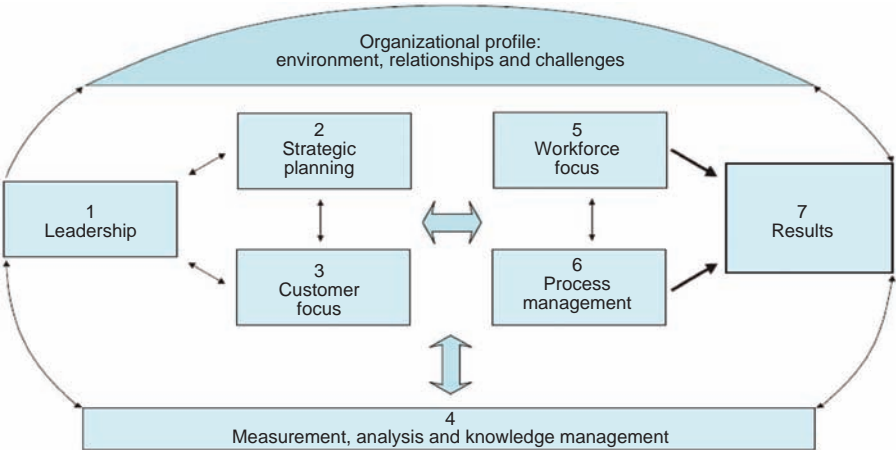 Organizational profile:
environment, relationships and challenges
2
Strategic
planning
5
Workforce
focus
1
Leadership
7
Results
3
Customer
focus
6
Process
management
4
Measurement, analysis and knowledge management